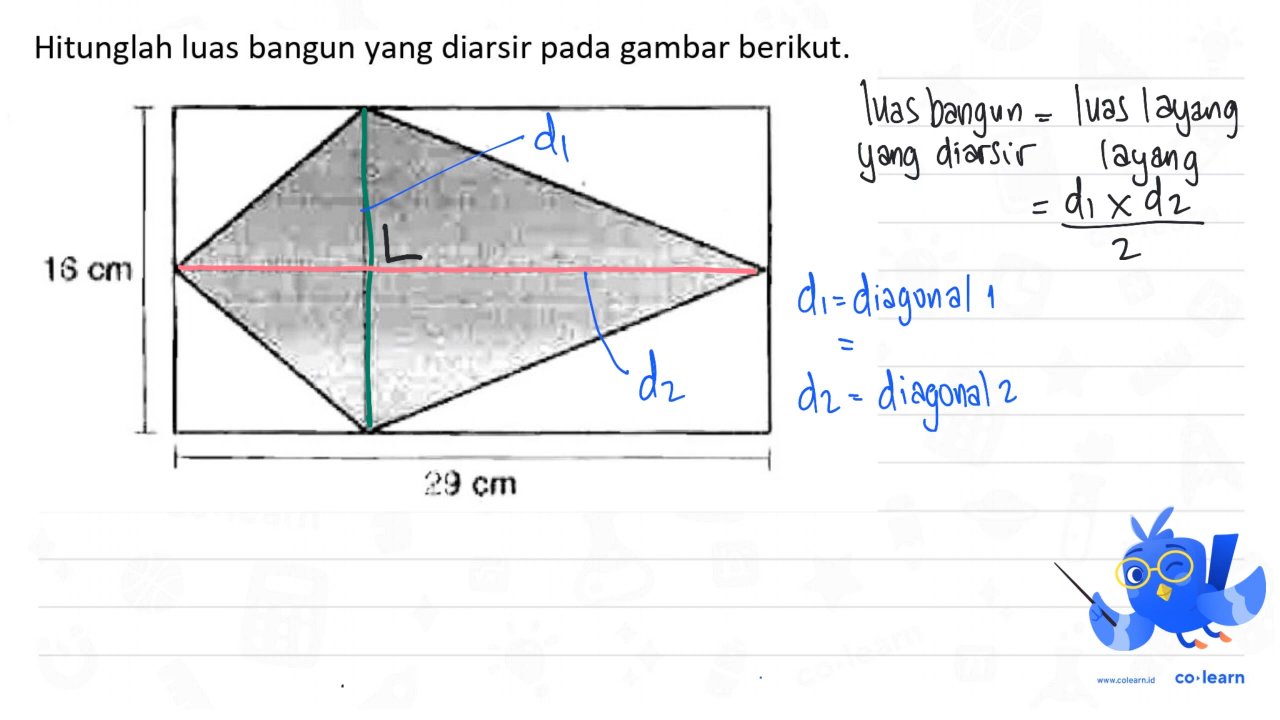 Hitunglah luas bangun yang diarsir pada gambar berikut.
luas bangun = luas layang
yang diarsir layang
= d1 x d2
2
d1
16 cm
d1 = diagonal 1
=
d2
d2 = diagonal 2
29 cm
www.colearn.id co·learn